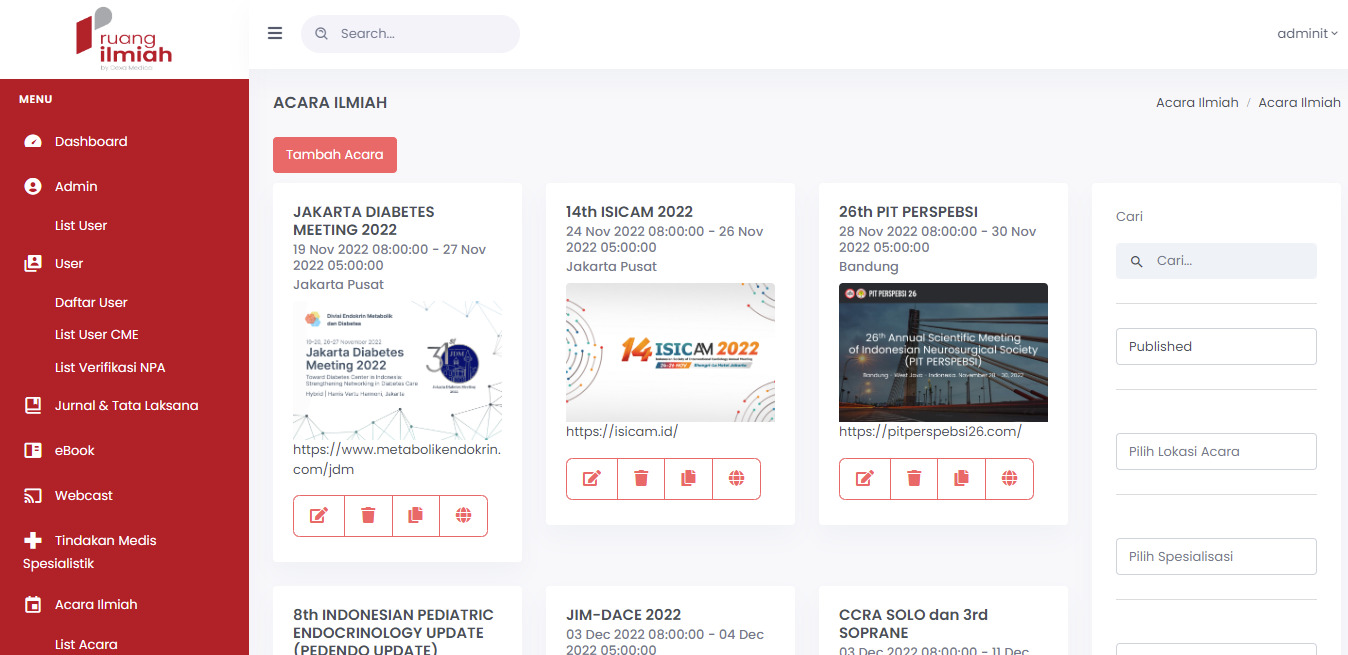 ruang
ilmiah
by Dexa Medica
Search...
adminit
MENU
Dashboard
Admin
List User
User
Daftar User
List User CME
List Verifikasi NPA
Jurnal & Tata Laksana
eBook
Webcast
Tindakan Medis
Spesialistik
Acara Ilmiah
List Acara
ACARA ILMIAH
Acara Ilmiah / Acara Ilmiah
Tambah Acara
JAKARTA DIABETES
MEETING 2022
19 Nov 2022 08:00:00 - 27 Nov
2022 05:00:00
Jakarta Pusat
Divisi Endokrin Metabolik
dan Diabetes
19-20, 26-27 November 2022
Jakarta Diabetes
Meeting 2022
Toward Diabetes Center in Indonesia:
Strengthening Networking in Diabetes Care
Hybrid | Hanis Vertu Harmoni, Jakarta
31st
JDM
https://www.metabolikendokrin.
com/jdm
14th ISICAM 2022
24 Nov 2022 08:00:00 - 26 Nov
2022 05:00:00
Jakarta Pusat
14 ISICAM 2022
https://isicam.id/
26th PIT PERSPEBSI
28 Nov 2022 08:00:00 - 30 Nov
2022 05:00:00
Bandung
PIT PERSPEBSI 26
26th Annual Scientific Meeting
of Indonesian Neurosurgical Society
(PIT PERSPEBSI)
Bandung - West Java - Indonesia, November 28 - 30, 2022
https://pitperspebsi26.com/
8th INDONESIAN PEDIATRIC
ENDOCRINOLOGY UPDATE
(PEDENDO UPDATE)
JIM-DACE 2022
03 Dec 2022 08:00:00 - 04 Dec
2022 05:00:00
CCRA SOLO dan 3rd
SOPRANE
03 Dec 2022 08:00:00 - 11 Dec
Cari
Cari...
Published
Pilih Lokasi Acara
Pilih Spesialisasi